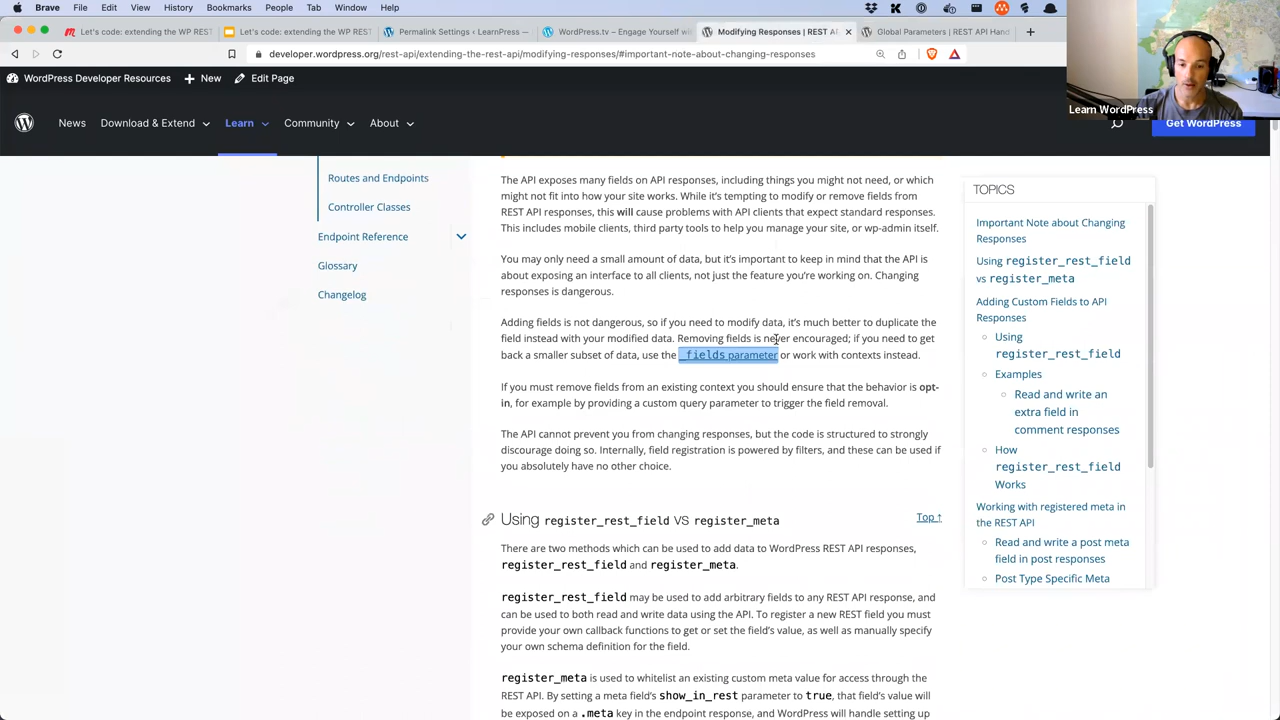 Brave File Edit View History Bookmarks People Tab Window Help
Let's code: extending the WP REST
Let's code: extending the WP REST
Permalink Settings < LearnPress —
WordPress.tv – Engage Yourself wi
Modifying Responses | REST A
Global Parameters | REST API Hand
developer.wordpress.org/rest-api/extending-the-rest-api/modifying-responses/#important-note-about-changing-responses
WordPress Developer Resources New Edit Page
Learn WordPress
News Download & Extend Learn Community About
Get WordPress
Routes and Endpoints
Controller Classes
Endpoint Reference
Glossary
Changelog
The API exposes many fields on API responses, including things you might not need, or which
might not fit into how your site works. While it's tempting to modify or remove fields from
REST API responses, this will cause problems with API clients that expect standard responses.
This includes mobile clients, third party tools to help you manage your site, or wp-admin itself.
You may only need a small amount of data, but it's important to keep in mind that the API is
about exposing an interface to all clients, not just the feature you're working on. Changing
responses is dangerous.
Adding fields is not dangerous, so if you need to modify data, it's much better to duplicate the
field instead with your modified data. Removing fields is never encouraged; if you need to get
back a smaller subset of data, use the _fields parameter or work with contexts instead.
If you must remove fields from an existing context you should ensure that the behavior is opt-
in, for example by providing a custom query parameter to trigger the field removal.
The API cannot prevent you from changing responses, but the code is structured to strongly
discourage doing so. Internally, field registration is powered by filters, and these can be used if
you absolutely have no other choice.
Using register_rest_field vs register_meta
Top ↑
There are two methods which can be used to add data to WordPress REST API responses,
register_rest_field and register_meta.
register_rest_field may be used to add arbitrary fields to any REST API response, and
can be used to both read and write data using the API. To register a new REST field you must
provide your own callback functions to get or set the field's value, as well as manually specify
your own schema definition for the field.
register_meta is used to whitelist an existing custom meta value for access through the
REST API. By setting a meta field's show_in_rest parameter to true, that field's value will
be exposed on a .meta key in the endpoint response, and WordPress will handle setting up
TOPICS
Important Note about Changing
Responses
Using register_rest_field
vs register_meta
Adding Custom Fields to API
Responses
Using
register_rest_field
Examples
Read and write an
extra field in
comment responses
How
register_rest_field
Works
Working with registered meta in
the REST API
Read and write a post meta
field in post responses
Post Type Specific Meta